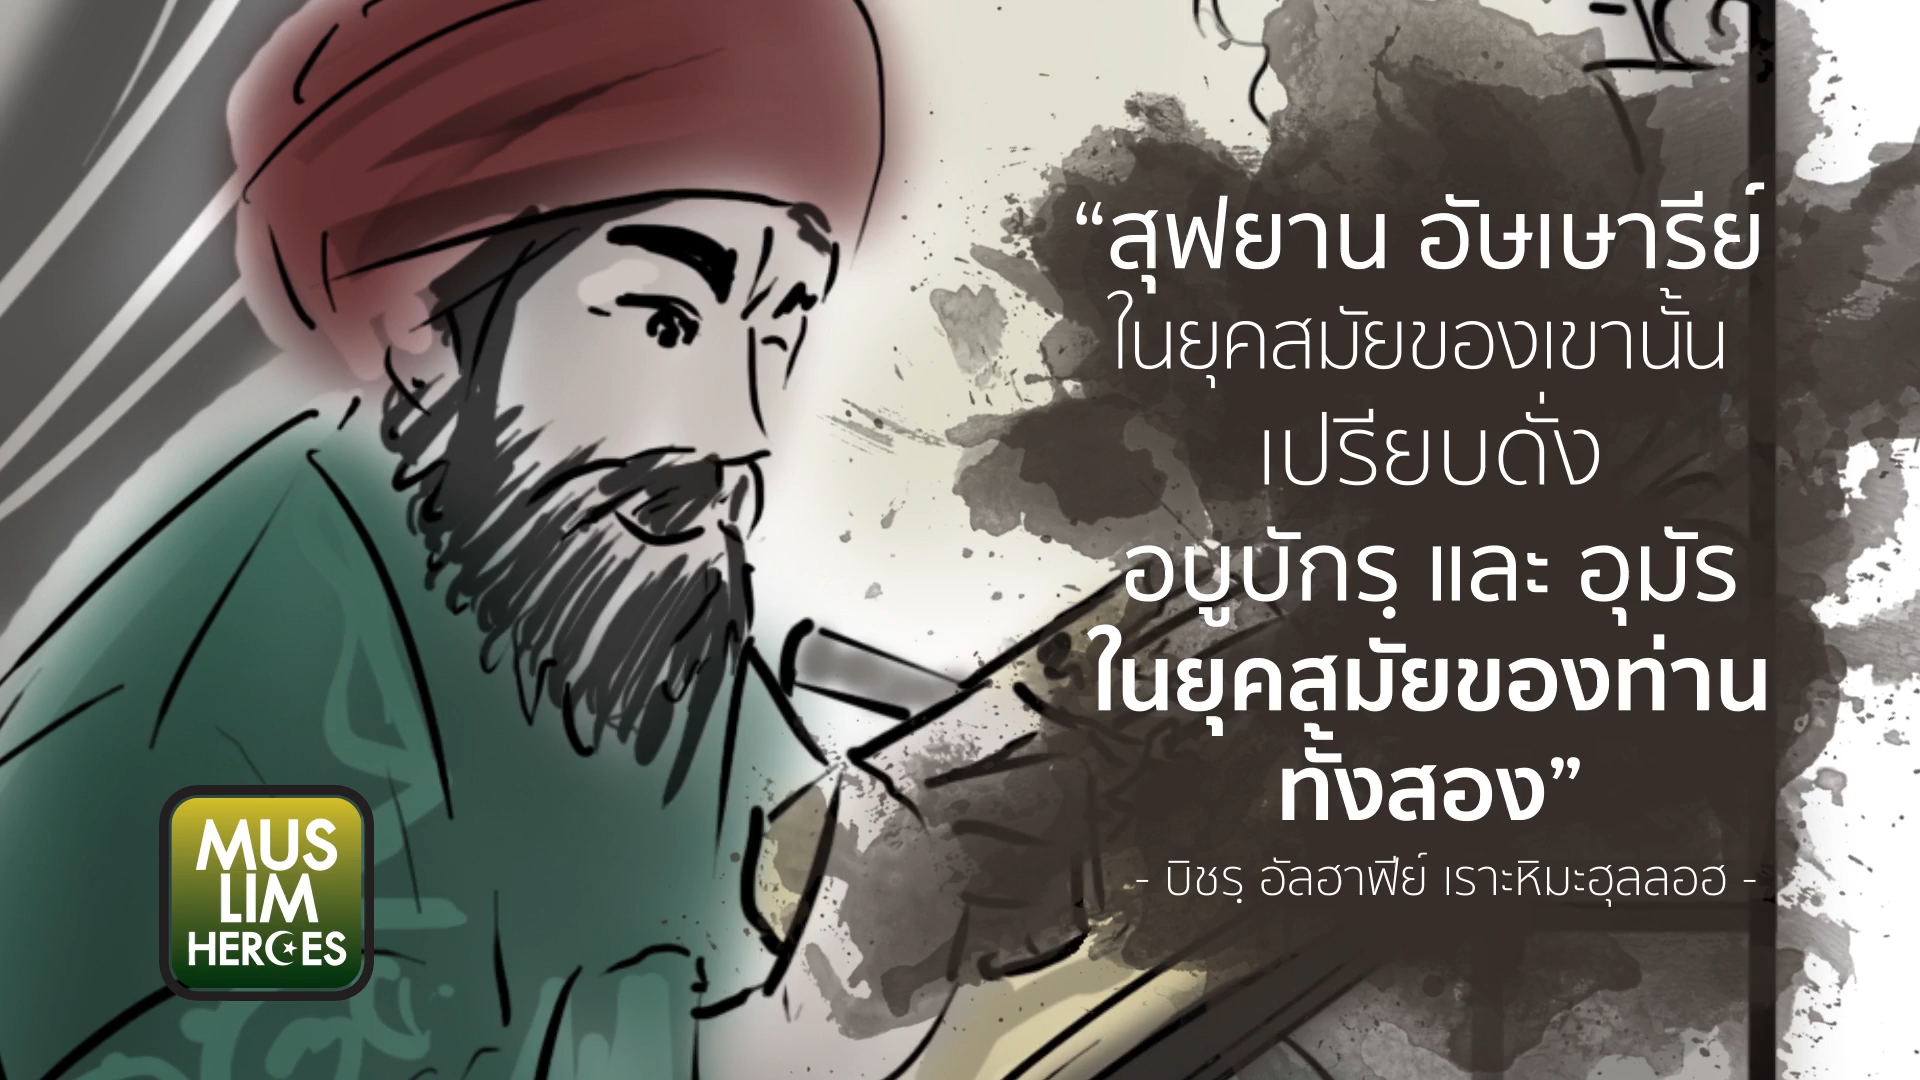 “สุฟยาน อัษเษารีย์
ในยุคสมัยของเขานั้น
เปรียบดั่ง
อบูบักรฺ และ อุมัร
ในยุคสมัยของท่าน
ทั้งสอง”
- บิชรฺ อัลฮาฟีย์ เราะหิมะฮุลลอฮ -
MUS
LIM
HEROES